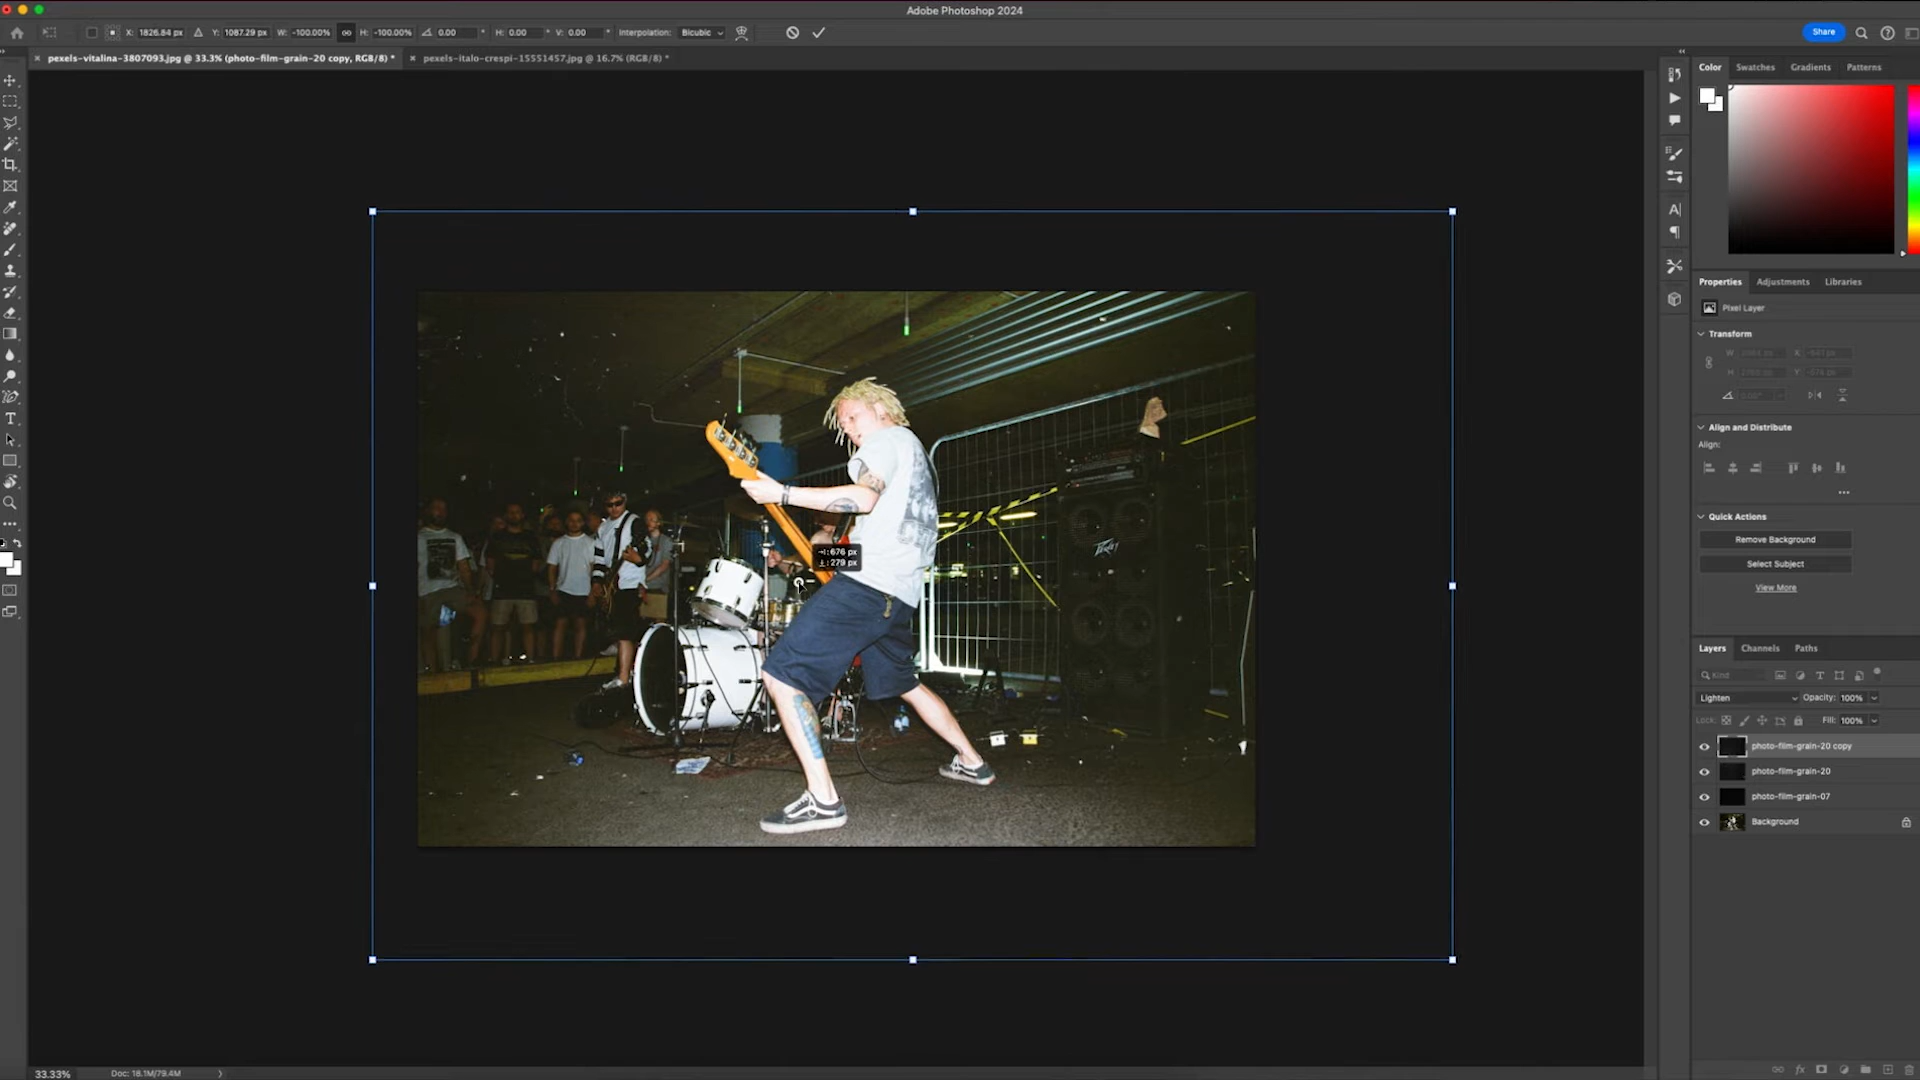 Adobe Photoshop 2024
X: 1826.84 px Y: 1087.29 px W: -100.00% H: -100.00% 0.00 ° H: 0.00 ° V: 0.00 ° Interpolation: Bicubic
Share
× pexels-vitalina-3807093.jpg @ 33.3% (photo-film-grain-20 copy, RGB/8) *
× pexels-italo-crespi-15551457.jpg @ 16.7% (RGB/8) *
Color Swatches Gradients Patterns
Properties Adjustments Libraries
Pixel Layer
Transform
W X
H Y
Align and Distribute
Align:
Quick Actions
Remove Background
Select Subject
View More
PEAVEY
: 676 px
: 279 px
Layers Channels Paths
Kind
Lighten Opacity: 100%
Lock: Fill: 100%
photo-film-grain-20 copy
photo-film-grain-20
photo-film-grain-07
Background
33.33% Doc: 18.1M/79.4M